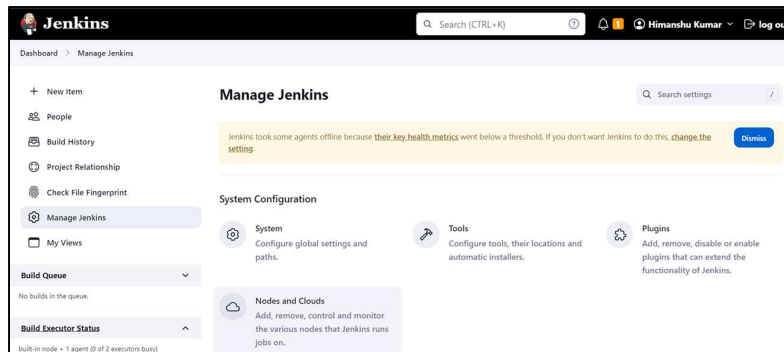 Jenkins
Search (CTRL+K)
1
Himanshu Kumar
log ou
Dashboard > Manage Jenkins
New Item
People
Build History
Project Relationship
Check File Fingerprint
Manage Jenkins
My Views
Build Queue
No builds in the queue.
Build Executor Status
built-in node + 1 agent (0 of 2 executors busy)
Manage Jenkins
Search settings
/
Jenkins took some agents offline because their key health metrics went below a threshold. If you don't want Jenkins to do this, change the
setting.
Dismiss
System Configuration
System
Configure global settings and
paths.
Tools
Configure tools, their locations and
automatic installers.
Plugins
Add, remove, disable or enable
plugins that can extend the
functionality of Jenkins.
Nodes and Clouds
Add, remove, control and monitor
the various nodes that Jenkins runs
jobs on.